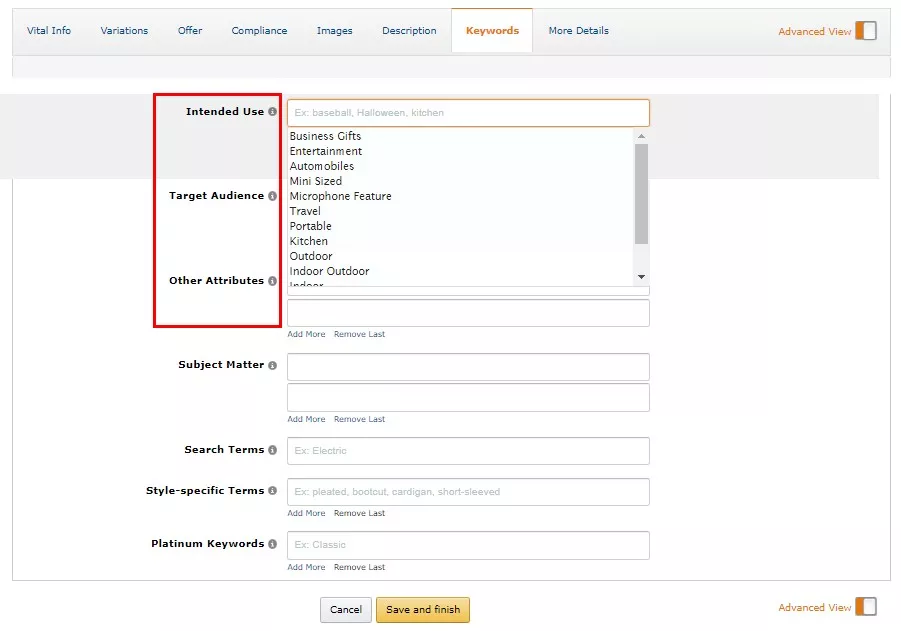 Vital Info Variations Offer Compliance Images Description Keywords More Details Advanced View
Intended Use Ex: baseball, Halloween, kitchen
Business Gifts
Entertainment
Automobiles
Mini Sized
Target Audience Microphone Feature
Travel
Portable
Kitchen
Outdoor
Indoor Outdoor
Other Attributes Indoor
Add More Remove Last
Subject Matter
Add More Remove Last
Search Terms Ex: Electric
Style-specific Terms Ex: pleated, bootcut, cardigan, short-sleeved
Add More Remove Last
Platinum Keywords Ex: Classic
Add More Remove Last
Cancel Save and finish Advanced View